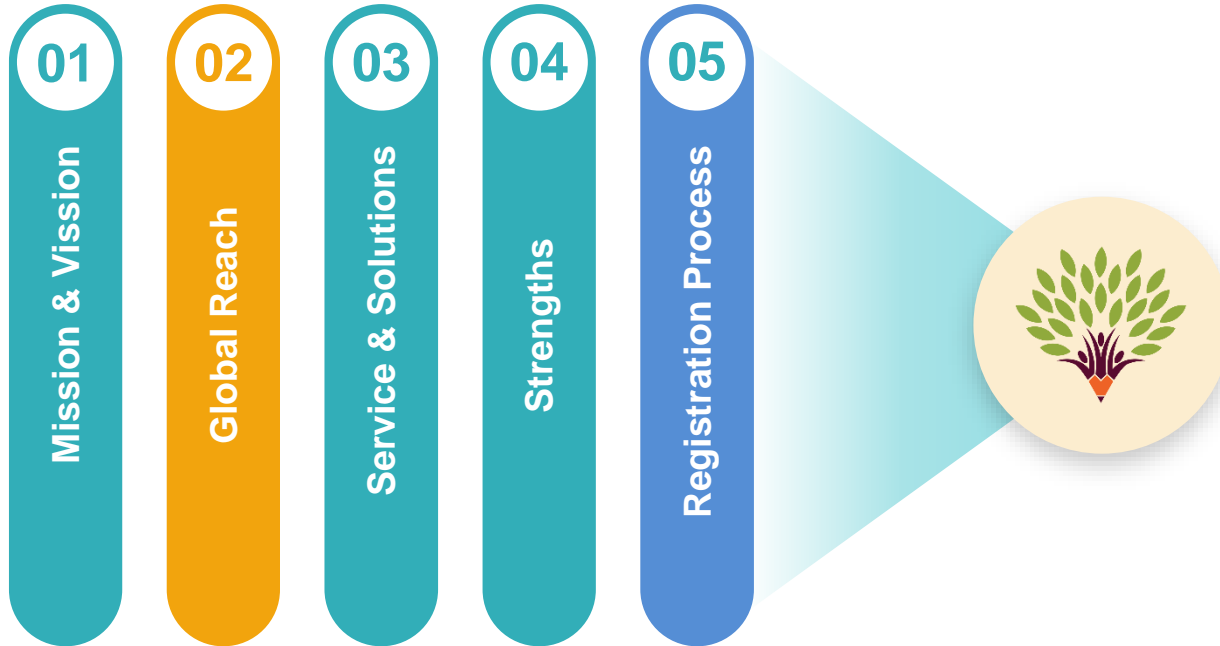 01
Mission & Vission
02
Global Reach
03
Service & Solutions
04
Strengths
05
Registration Process